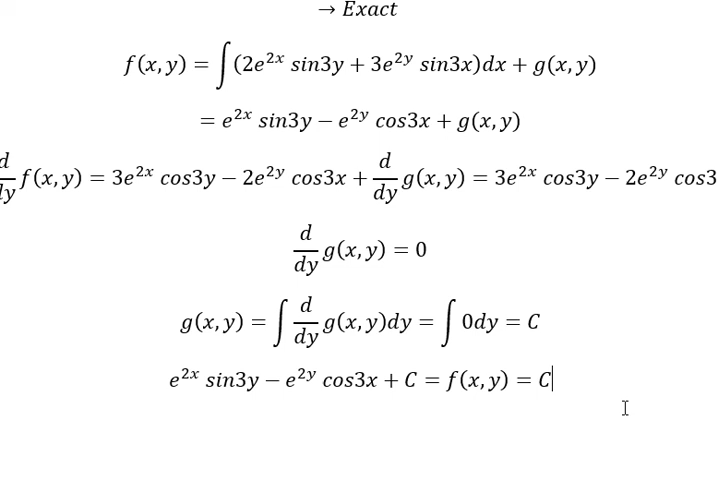 → Exact
f(x, y) = ∫(2e^{2x} sin3y + 3e^{2y} sin3x)dx + g(x, y)
= e^{2x} sin3y − e^{2y} cos3x + g(x, y)
d/dy f(x, y) = 3e^{2x} cos3y − 2e^{2y} cos3x + d/dy g(x, y) = 3e^{2x} cos3y − 2e^{2y} cos3
d/dy g(x, y) = 0
g(x, y) = ∫ d/dy g(x, y)dy = ∫ 0dy = C
e^{2x} sin3y − e^{2y} cos3x + C = f(x, y) = C